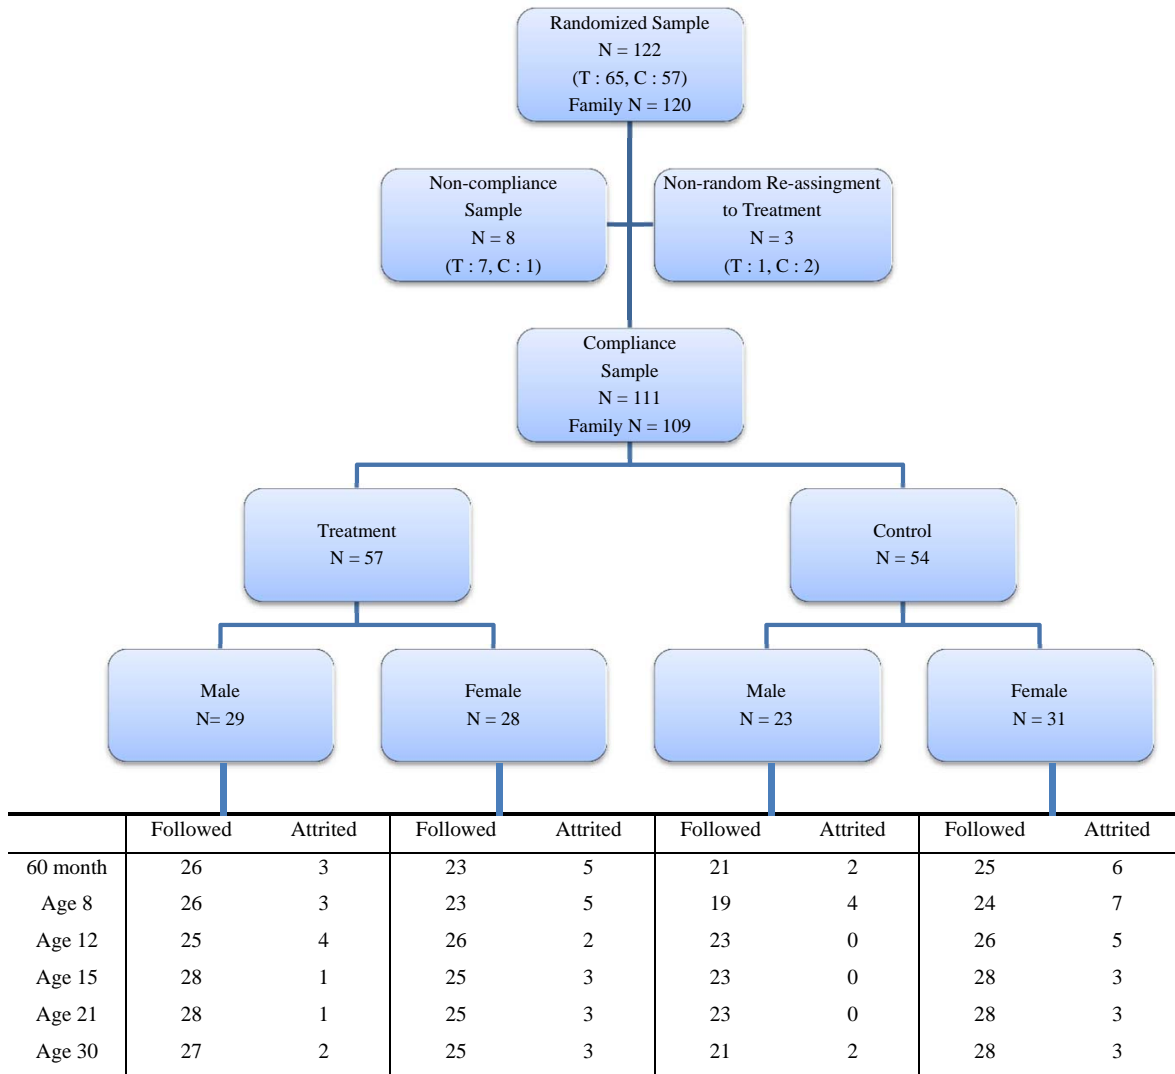 Randomized Sample
N = 122
(T : 65, C : 57)
Family N = 120
Non-compliance
Sample
N = 8
(T : 7, C : 1)
Non-random Re-assingment
to Treatment
N = 3
(T : 1, C : 2)
Compliance
Sample
N = 111
Family N = 109
Treatment
N = 57
Control
N = 54
Male
N= 29
Female
N = 28
Male
N = 23
Female
N = 31
Followed Attrited Followed Attrited Followed Attrited Followed Attrited
60 month 26 3 23 5 21 2 25 6
Age 8 26 3 23 5 19 4 24 7
Age 12 25 4 26 2 23 0 26 5
Age 15 28 1 25 3 23 0 28 3
Age 21 28 1 25 3 23 0 28 3
Age 30 27 2 25 3 21 2 28 3